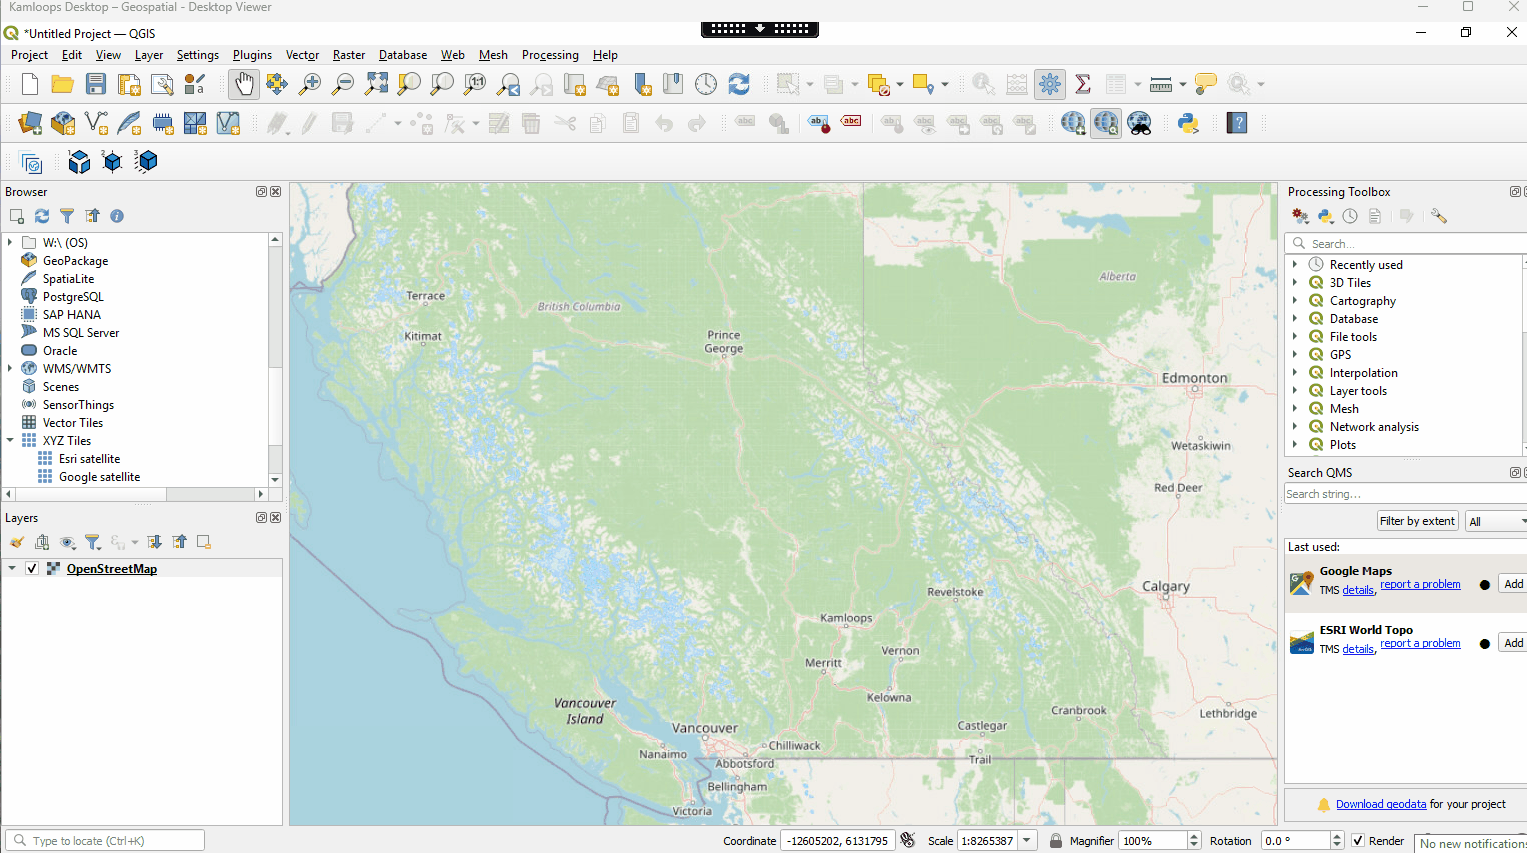 Kamloops Desktop – Geospatial - Desktop Viewer
*Untitled Project — QGIS
Project Edit View Layer Settings Plugins Vector Raster Database Web Mesh Processing Help
Browser
W:\ (OS)
GeoPackage
SpatiaLite
PostgreSQL
SAP HANA
MS SQL Server
Oracle
WMS/WMTS
Scenes
SensorThings
Vector Tiles
XYZ Tiles
Esri satellite
Google satellite
Layers
OpenStreetMap
Alberta
Terrace
British Columbia
Kitimat
Prince
George
Edmonton
Wetaskiwin
Red Deer
Calgary
Revelstoke
Kamloops
Vernon
Merritt
Kelowna
Vancouver
Island
Cranbrook
Lethbridge
Castlegar
Vancouver
Chilliwack
Nanaimo
Trail
Abbotsford
Bellingham
Victoria
Processing Toolbox
Search...
Recently used
3D Tiles
Cartography
Database
File tools
GPS
Interpolation
Layer tools
Mesh
Network analysis
Plots
Search QMS
Search string...
Filter by extent All
Last used:
Google Maps
TMS details, report a problem Add
ESRI World Topo
TMS details, report a problem Add
Download geodata for your project
Type to locate (Ctrl+K) Coordinate -12605202, 6131795 Scale 1:8265387 Magnifier 100% Rotation 0.0 ° Render
No new notifications